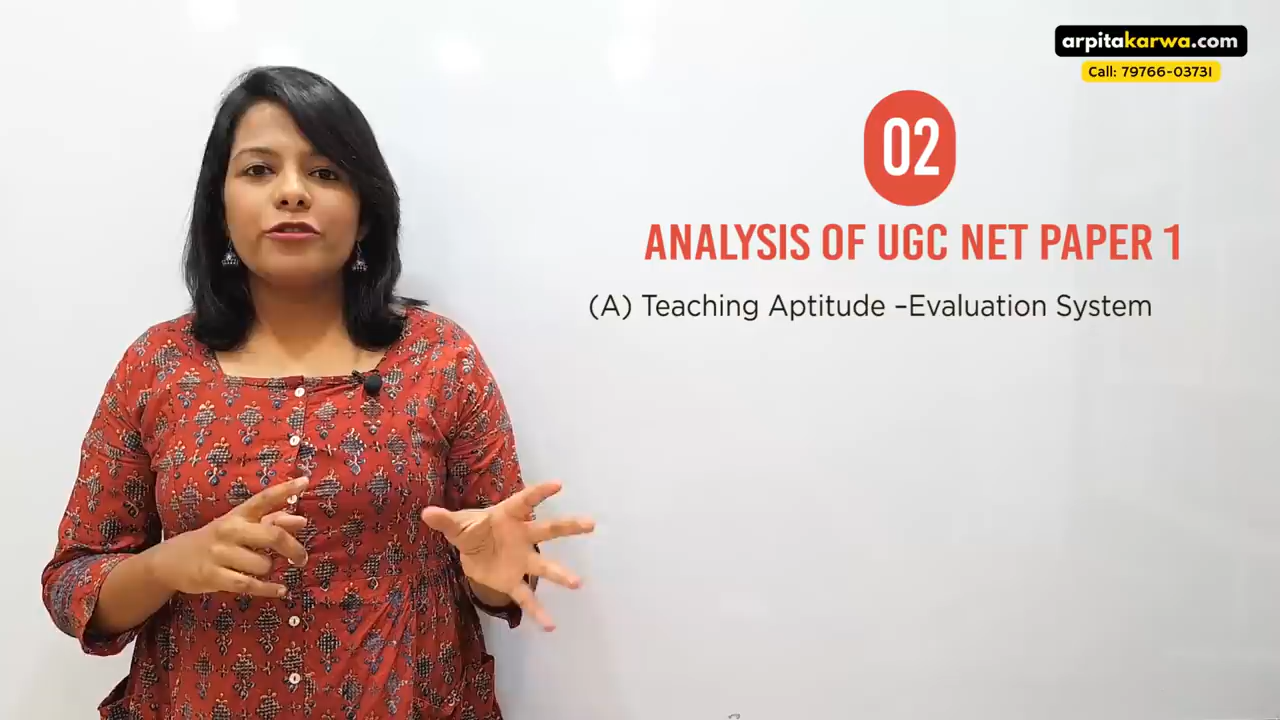 arpitakarwa.com
Call: 79766-03731
02
ANALYSIS OF UGC NET PAPER 1
(A) Teaching Aptitude –Evaluation System